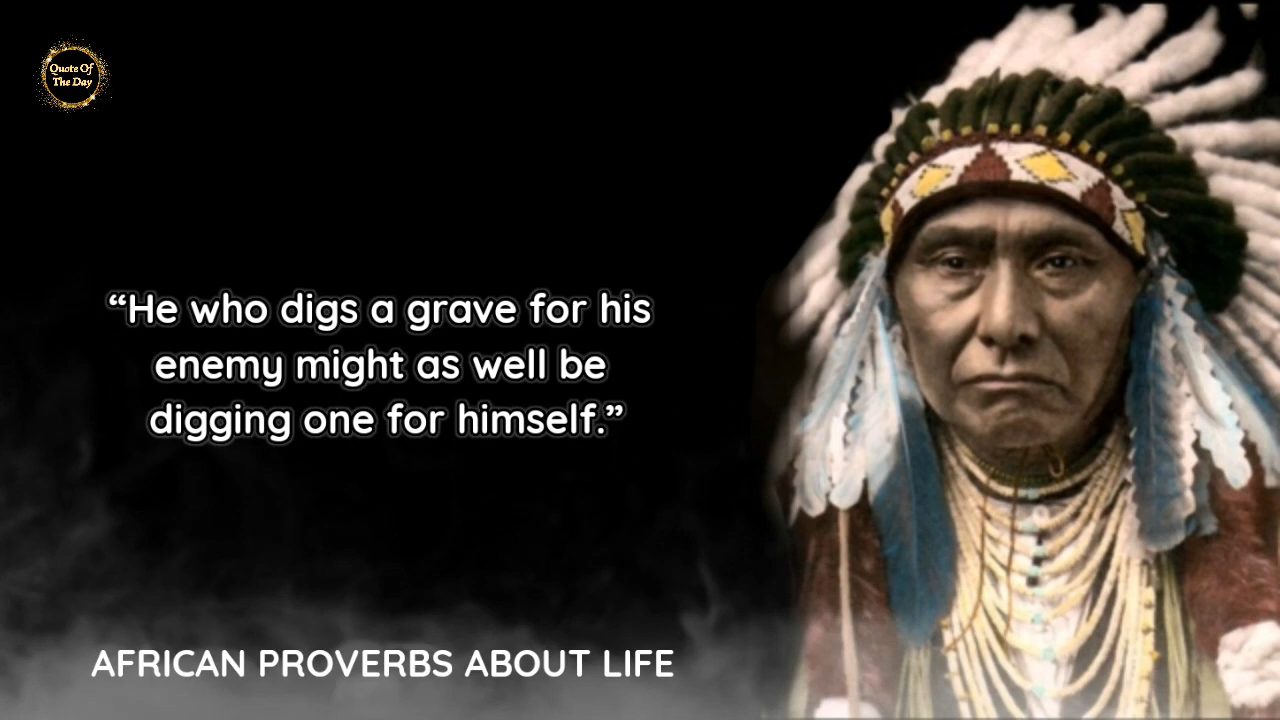 Quote Of
The Day
“He who digs a grave for his
enemy might as well be
digging one for himself.”
AFRICAN PROVERBS ABOUT LIFE